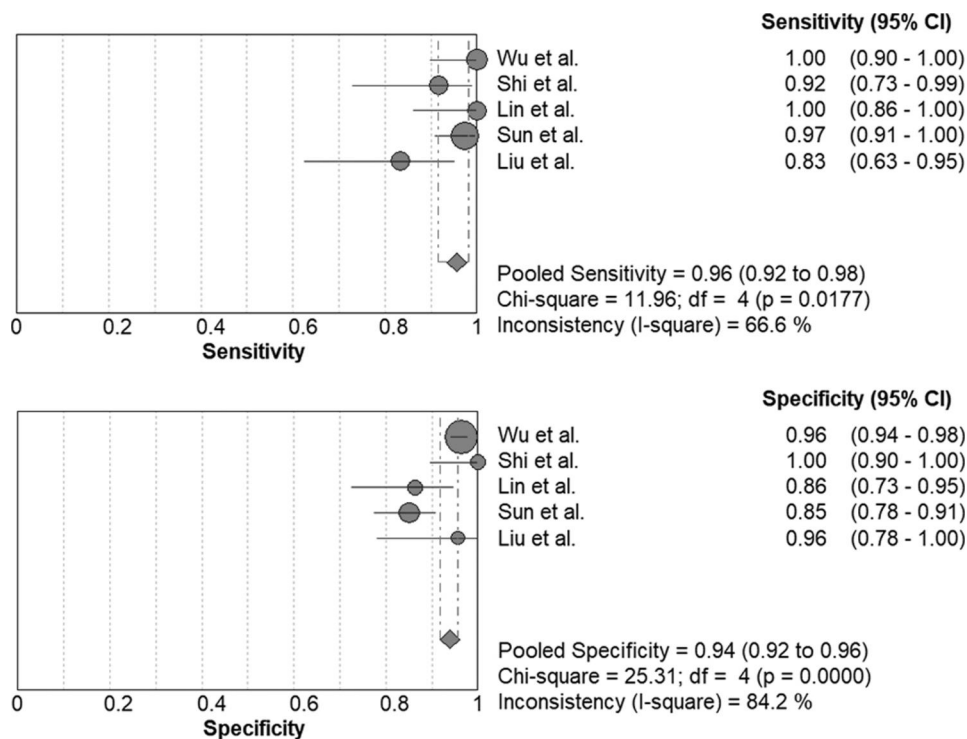 Sensitivity (95% CI)
Wu et al. 1.00 (0.90 - 1.00)
Shi et al. 0.92 (0.73 - 0.99)
Lin et al. 1.00 (0.86 - 1.00)
Sun et al. 0.97 (0.91 - 1.00)
Liu et al. 0.83 (0.63 - 0.95)
Pooled Sensitivity = 0.96 (0.92 to 0.98)
Chi-square = 11.96; df = 4 (p = 0.0177)
Inconsistency (I-square) = 66.6 %
0 0.2 0.4 0.6 0.8 1
Sensitivity
Specificity (95% CI)
Wu et al. 0.96 (0.94 - 0.98)
Shi et al. 1.00 (0.90 - 1.00)
Lin et al. 0.86 (0.73 - 0.95)
Sun et al. 0.85 (0.78 - 0.91)
Liu et al. 0.96 (0.78 - 1.00)
Pooled Specificity = 0.94 (0.92 to 0.96)
Chi-square = 25.31; df = 4 (p = 0.0000)
Inconsistency (I-square) = 84.2 %
0 0.2 0.4 0.6 0.8 1
Specificity